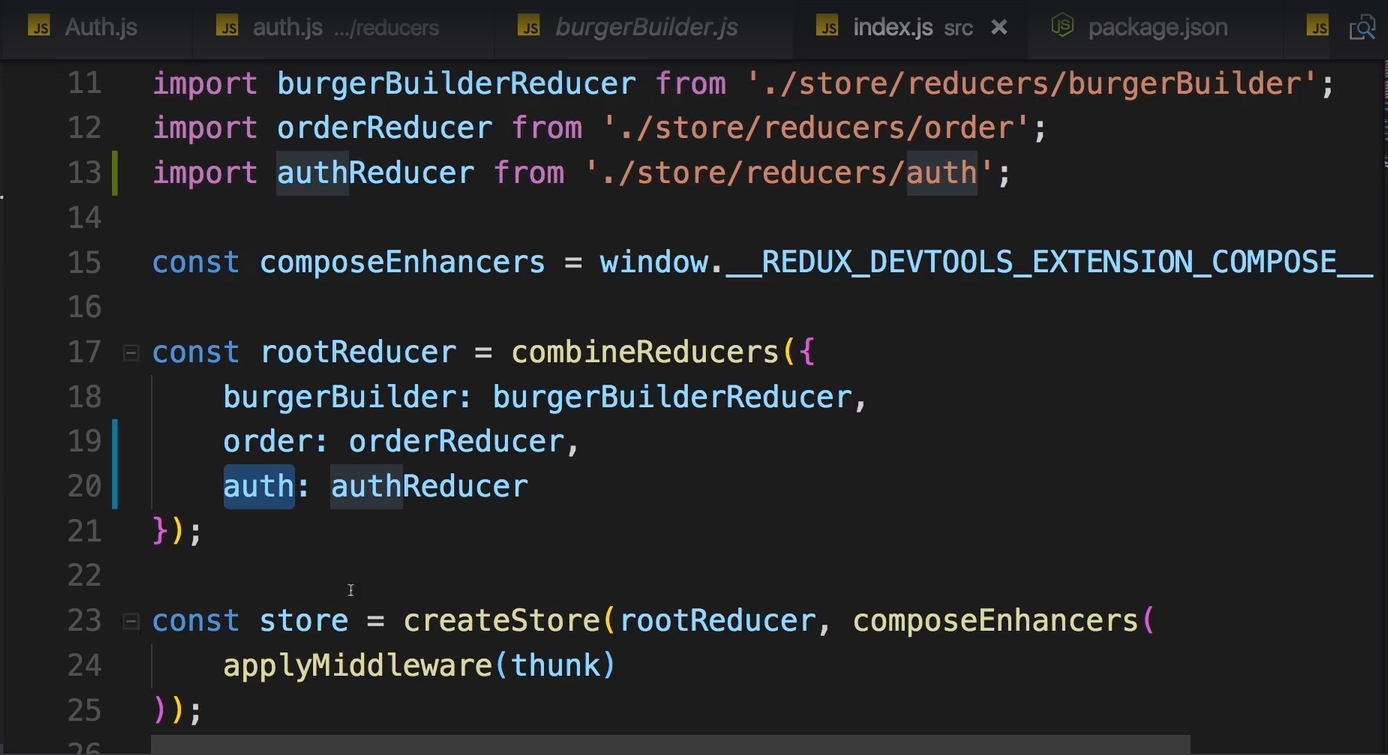 JS Auth.js JS auth.js .../reducers JS burgerBuilder.js JS index.js src × JS package.json JS
11 import burgerBuilderReducer from './store/reducers/burgerBuilder';
12 import orderReducer from './store/reducers/order';
13 import authReducer from './store/reducers/auth';
14
15 const composeEnhancers = window.__REDUX_DEVTOOLS_EXTENSION_COMPOSE__
16
17 const rootReducer = combineReducers({
18 burgerBuilder: burgerBuilderReducer,
19 order: orderReducer,
20 auth: authReducer
21 });
22
23 const store = createStore(rootReducer, composeEnhancers(
24 applyMiddleware(thunk)
25 ));
26